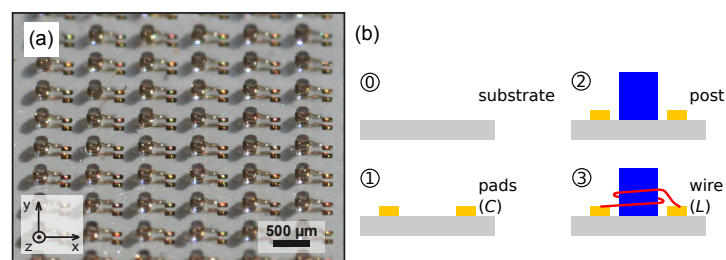 (a)
y
z
x
500 µm
(b)
⓪
substrate
①
pads
(C)
②
post
③
wire
(L)